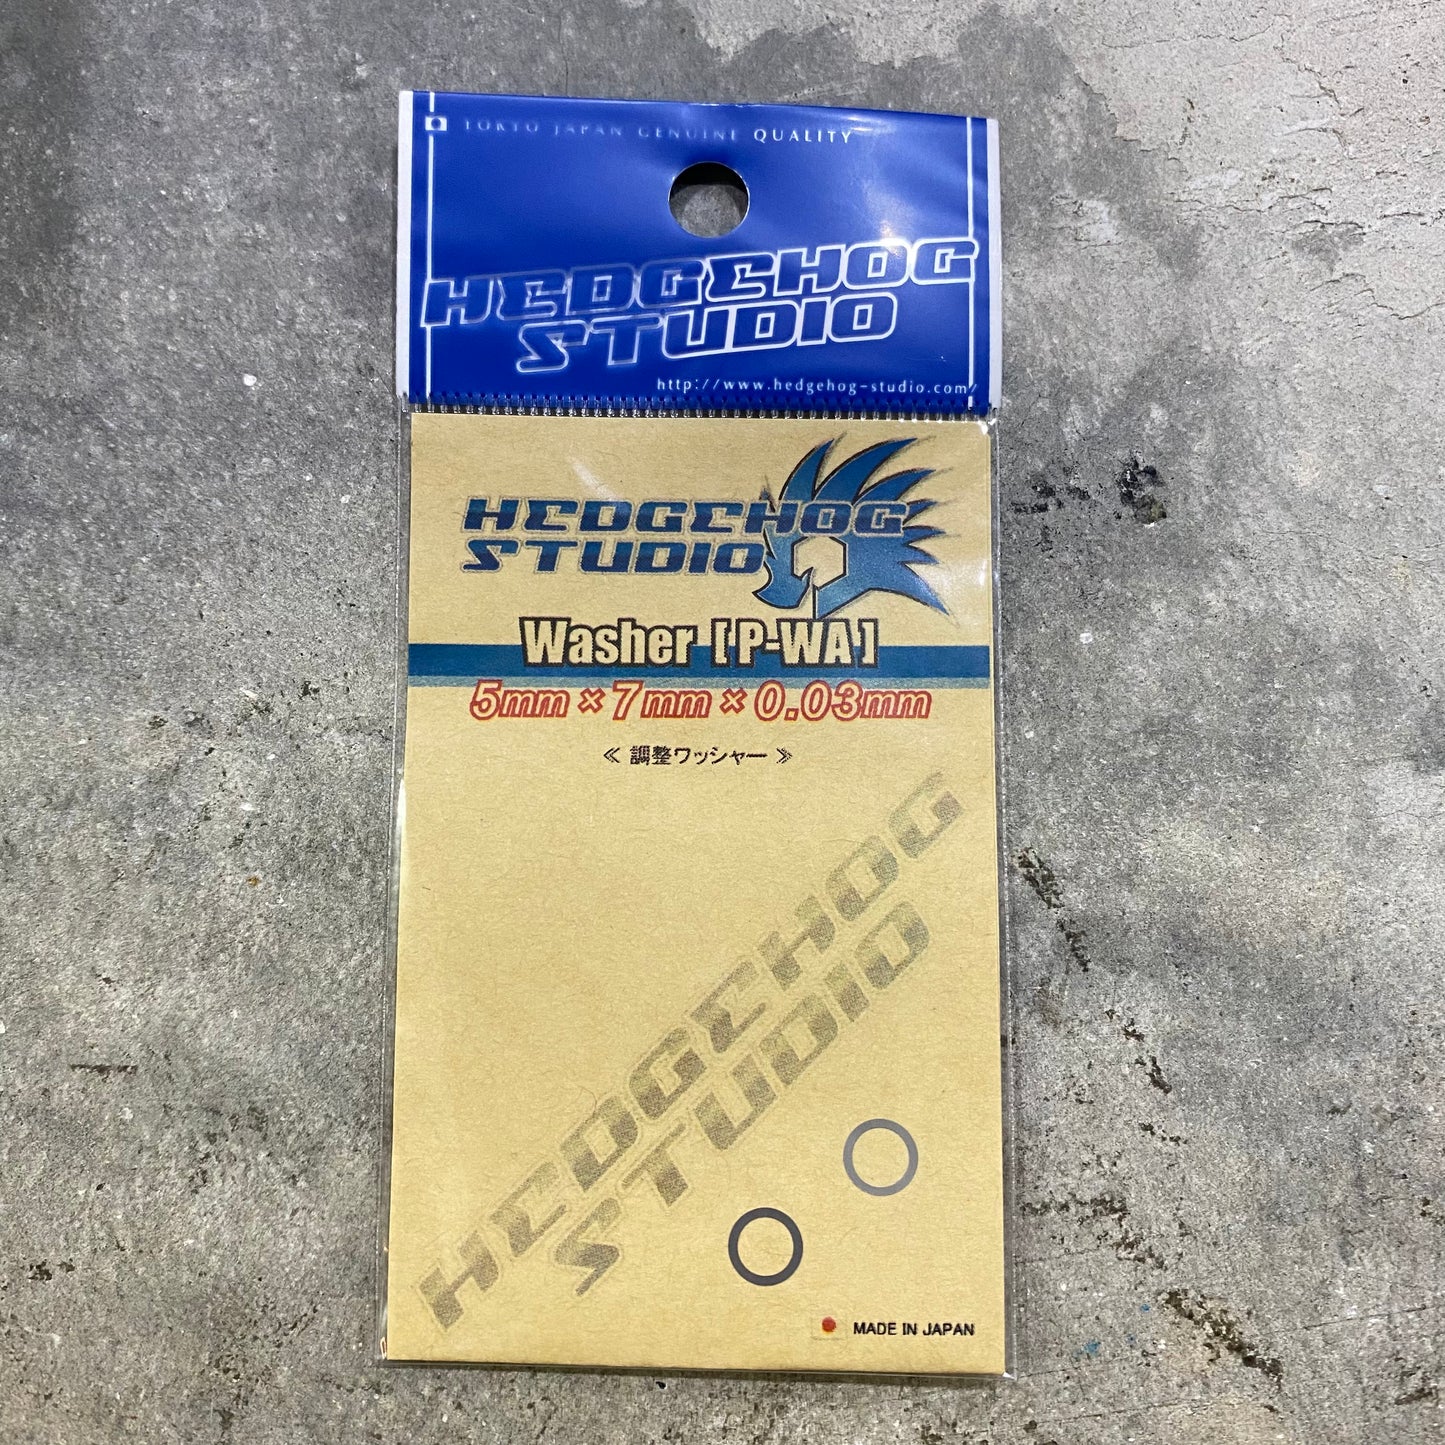 TOKYO JAPAN GENUINE QUALITY
HEDGEHOG
STUDIO
http://www.hedgehog-studio.com/
HEDGEHOG
STUDIO
Washer [P-WA]
5mm×7mm×0.03mm
≪ 調整ワッシャー ≫
HEDGEHOG
STUDIO
MADE IN JAPAN